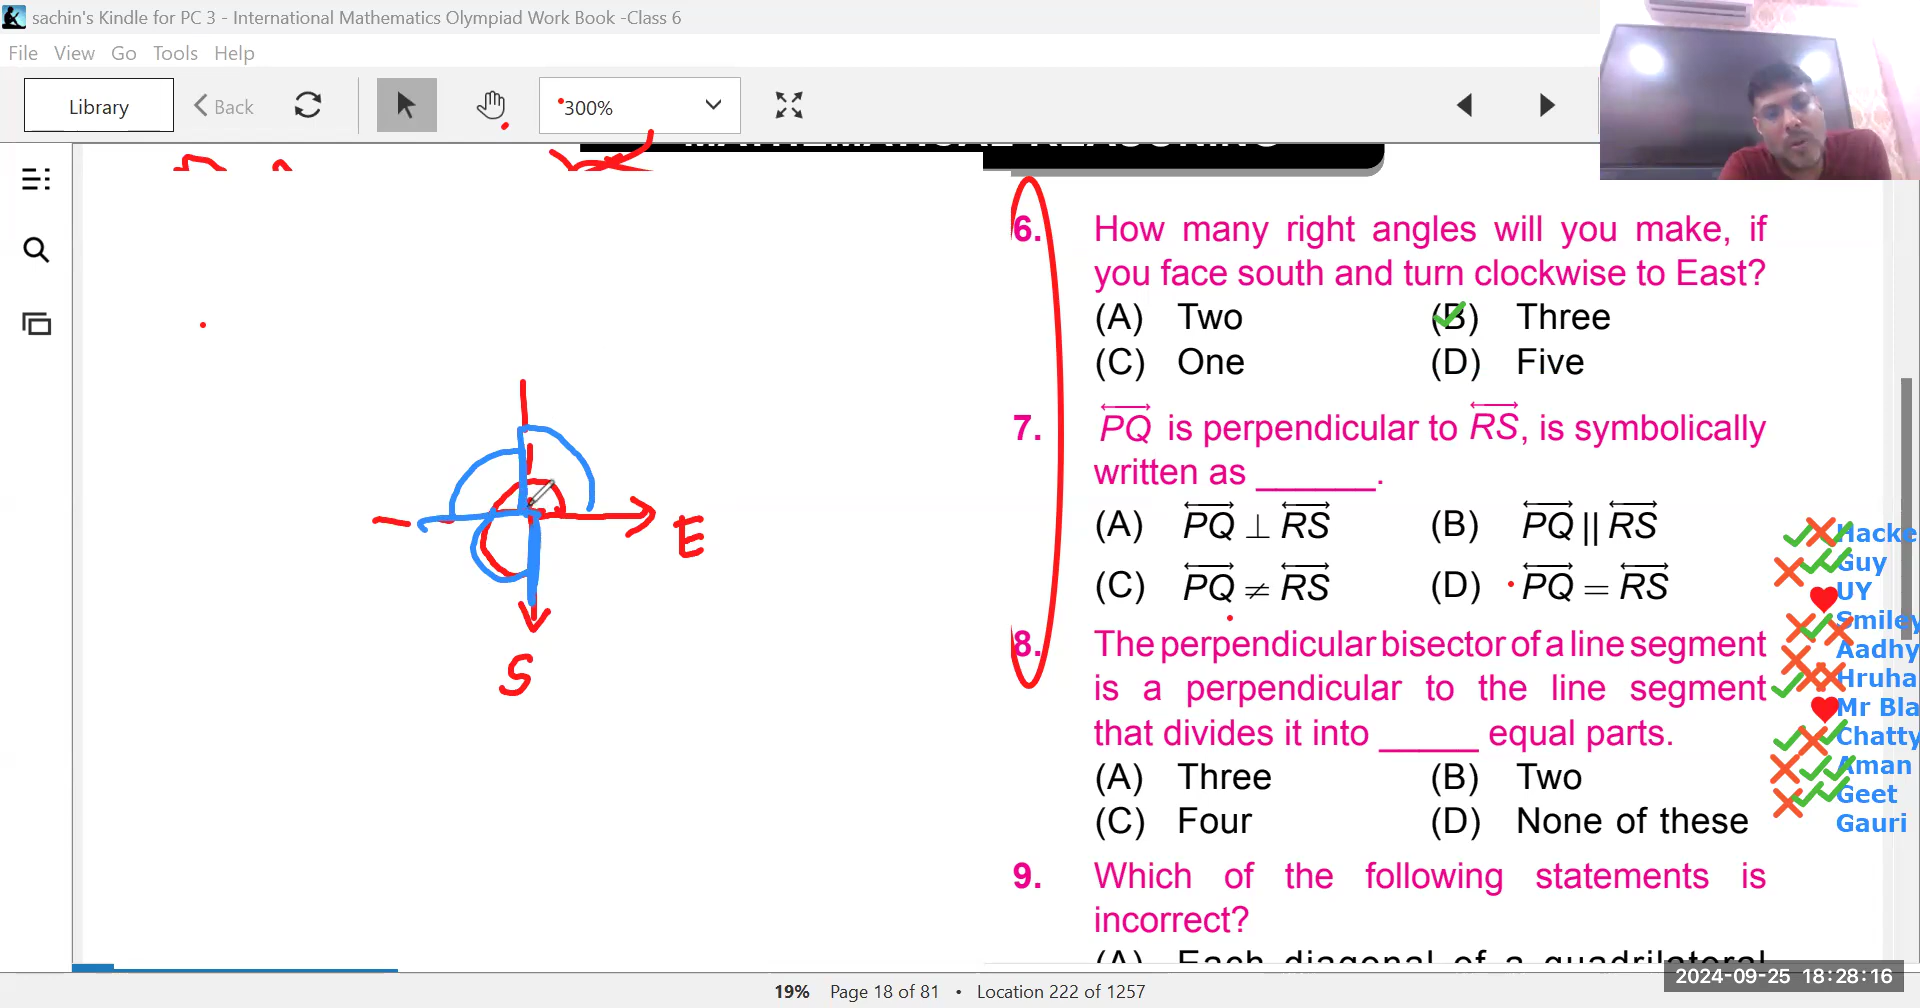 sachin's Kindle for PC 3 - International Mathematics Olympiad Work Book -Class 6
File View Go Tools Help
Library Back 300%
6. How many right angles will you make, if
you face south and turn clockwise to East?
(A) Two (B) Three
(C) One (D) Five
7. PQ is perpendicular to RS, is symbolically
written as ______.
(A) PQ ⊥ RS (B) PQ || RS
(C) PQ ≠ RS (D) PQ = RS
8. The perpendicular bisector of a line segment
is a perpendicular to the line segment
that divides it into _____ equal parts.
(A) Three (B) Two
(C) Four (D) None of these
9. Which of the following statements is
incorrect?
(A) Each diagonal of a quadrilateral
E
S
Hacke
Guy
UY
Smiley
Aadhy
Hruha
Mr Bla
Chatty
Aman
Geet
Gauri
2024-09-25 18:28:16
19% Page 18 of 81 • Location 222 of 1257